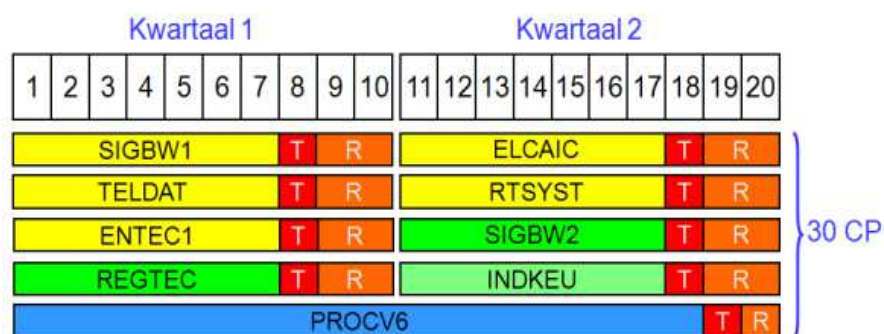 Kwartaal 1 Kwartaal 2
1 2 3 4 5 6 7 8 9 10 11 12 13 14 15 16 17 18 19 20
SIGBW1 T R ELCAIC T R
TELDAT T R RTSYST T R
ENTEC1 T R SIGBW2 T R
30 CP
REGTEC T R INDKEU T R
PROCV6 T R